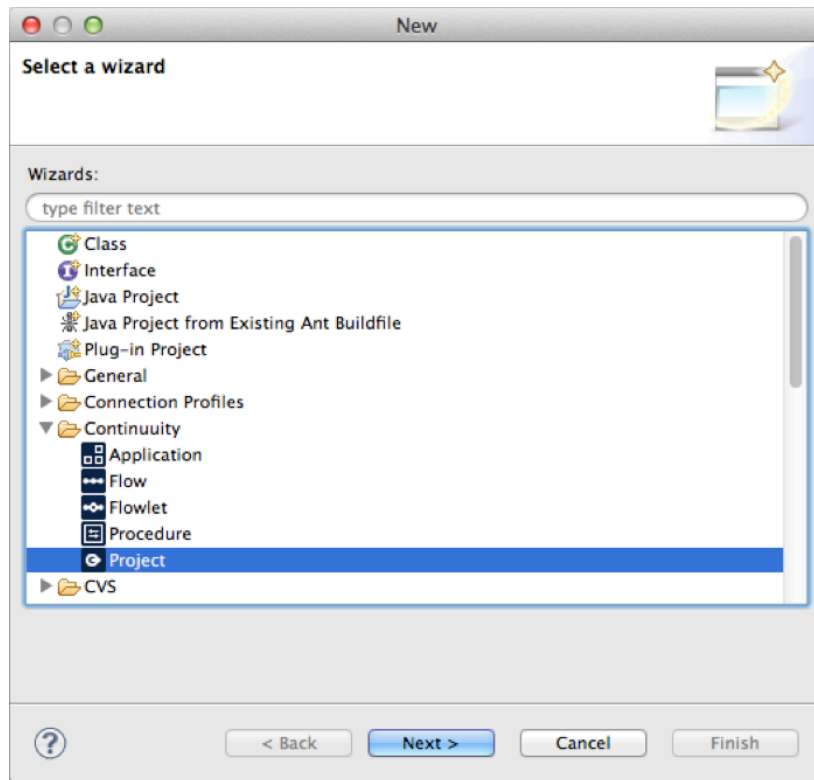 New
Select a wizard
Wizards:
type filter text
Class
Interface
Java Project
Java Project from Existing Ant Buildfile
Plug-in Project
General
Connection Profiles
Continuuity
Application
Flow
Flowlet
Procedure
Project
CVS
? < Back Next > Cancel Finish